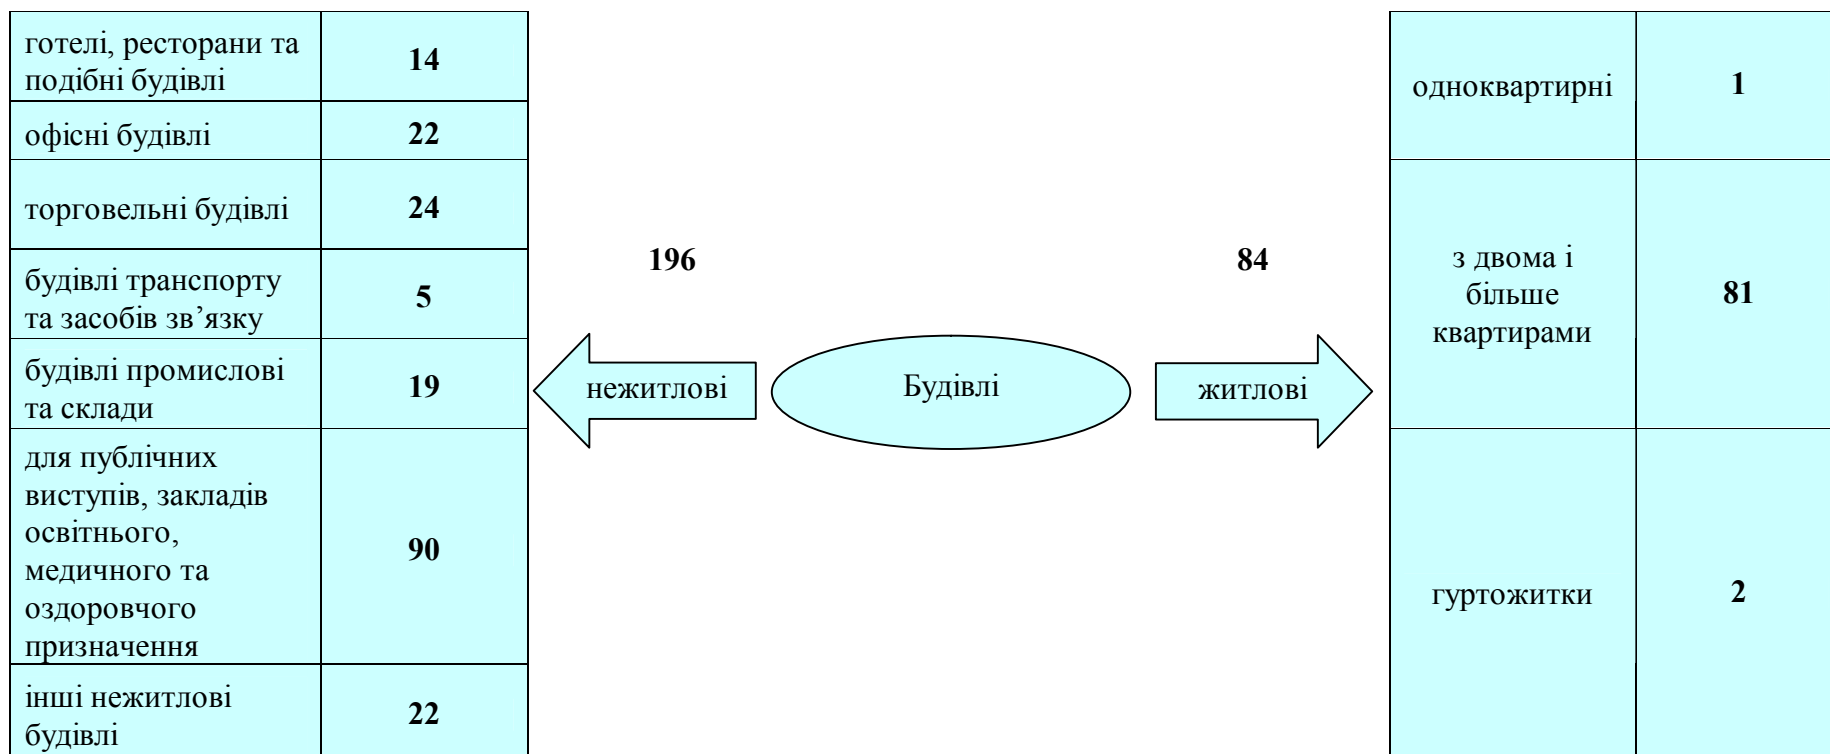 готелі, ресторани та
подібні будівлі
14
офісні будівлі
22
торговельні будівлі
24
будівлі транспорту
та засобів зв’язку
5
будівлі промислові
та склади
19
для публічних
виступів, закладів
освітнього,
медичного та
оздоровчого
призначення
90
інші нежитлові
будівлі
22
196
нежитлові
Будівлі
84
житлові
одноквартирні
1
з двома і
більше
квартирами
81
гуртожитки
2